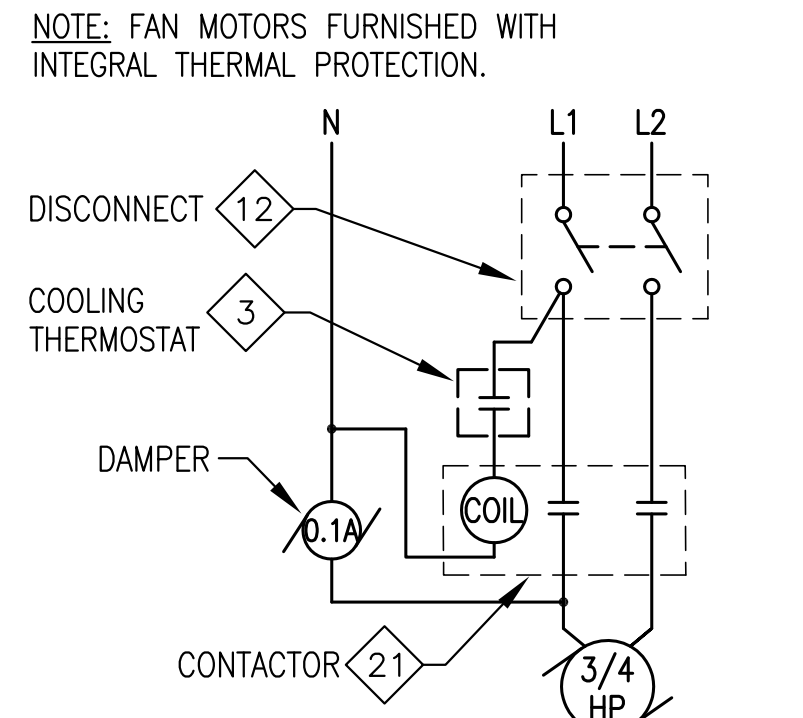 NOTE: FAN MOTORS FURNISHED WITH
INTEGRAL THERMAL PROTECTION.
N
L1
L2
DISCONNECT
12
COOLING
THERMOSTAT
3
DAMPER
0.1A
COIL
CONTACTOR
21
3/4
HP